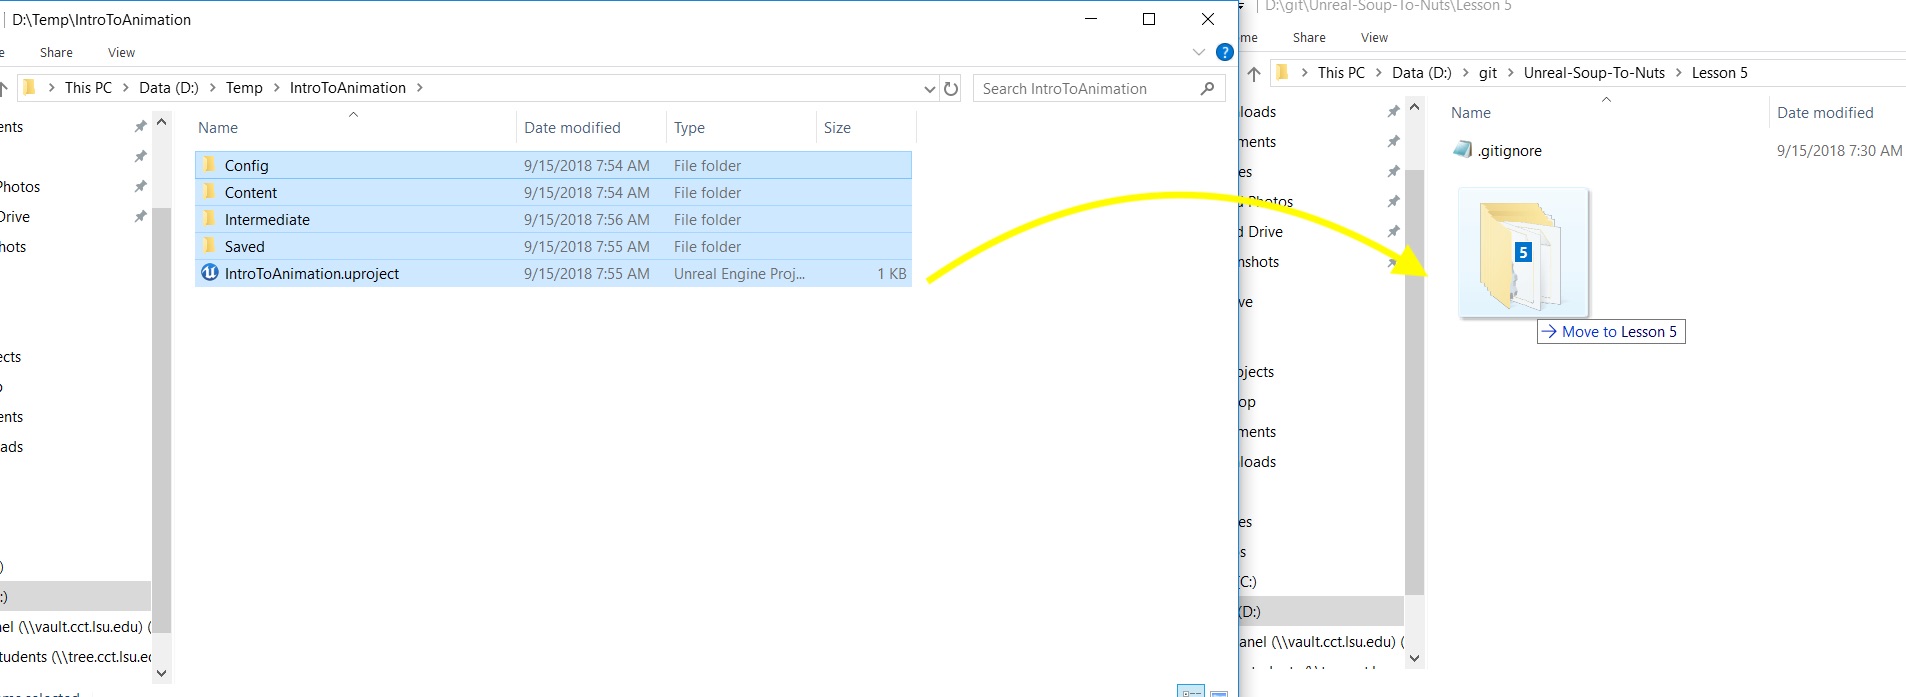 D:\Temp\IntroToAnimation
Share View
This PC Data (D:) Temp IntroToAnimation
Search IntroToAnimation
Name Date modified Type Size
Config 9/15/2018 7:54 AM File folder
Content 9/15/2018 7:54 AM File folder
Intermediate 9/15/2018 7:56 AM File folder
Saved 9/15/2018 7:55 AM File folder
IntroToAnimation.uproject 9/15/2018 7:55 AM Unreal Engine Proj... 1 KB
ents
Photos
Drive
hots
ects
ents
ads
:)
nel (\\vault.cct.lsu.edu) (
tudents (\\tree.cct.lsu.ed
D:\git\Unreal-Soup-To-Nuts\Lesson 5
me Share View
This PC Data (D:) git Unreal-Soup-To-Nuts Lesson 5
Name Date modified
.gitignore 9/15/2018 7:30 AM
5
Move to Lesson 5
loads
ments
es
d Photos
d Drive
nshots
ve
bjects
op
ments
loads
es
s
(C:)
(D:)
anel (\\vault.cct.lsu.edu) (